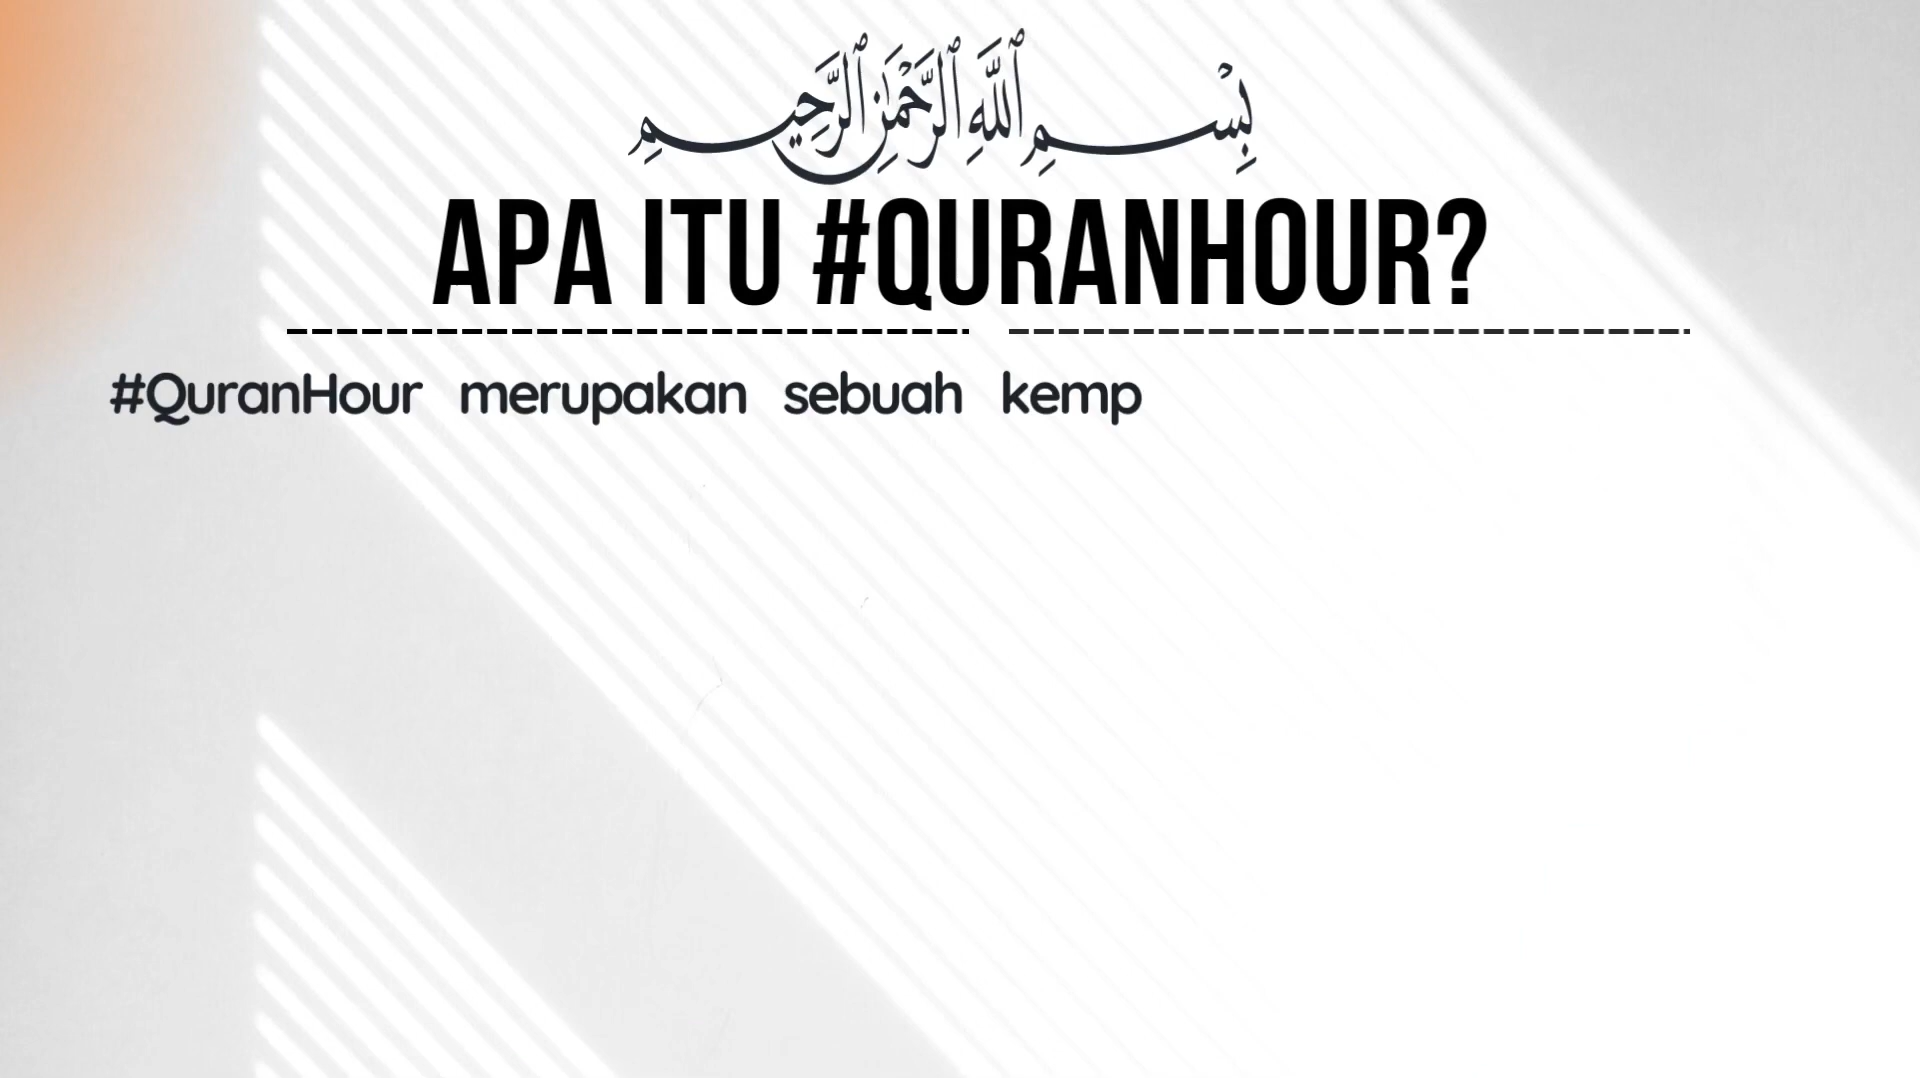 بِسْمِ ٱللَّهِ ٱلرَّحْمَٰنِ ٱلرَّحِيمِ
APA ITU #QURANHOUR?
#QuranHour merupakan sebuah kemp